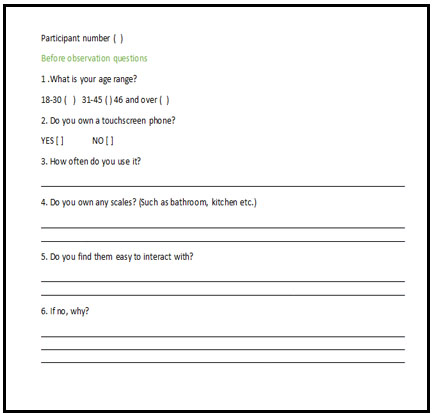 Participant number (  )
Before observation questions
1 .What is your age range?
18-30 (   )   31-45 ( ) 46 and over (  )
2. Do you own a touchscreen phone?
YES [ ]          NO [ ]
3. How often do you use it?
4. Do you own any scales? (Such as bathroom, kitchen etc.)
5. Do you find them easy to interact with?
6. If no, why?